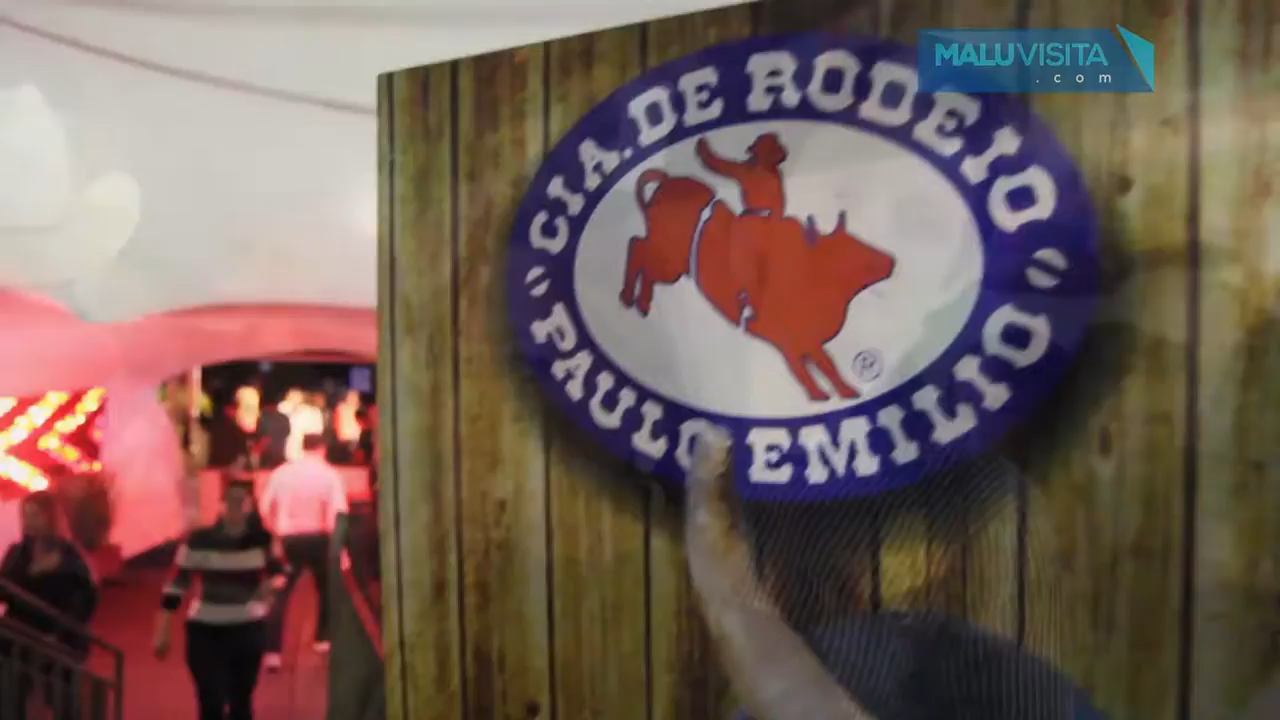 MALUVISITA
.com
CIA. DE RODEIO
PAULO EMILIO
®